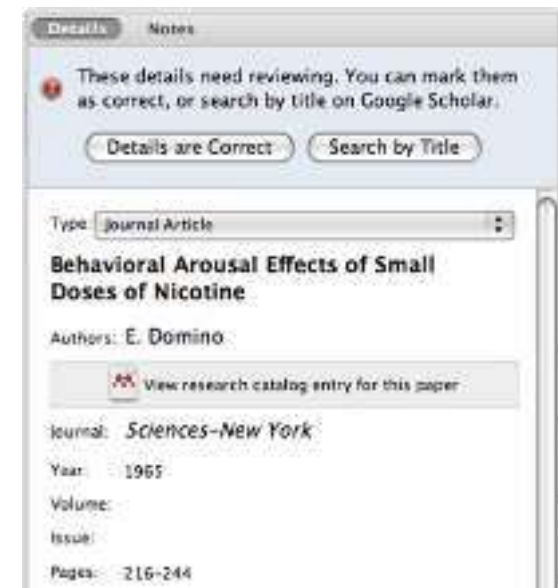 Details Notes
These details need reviewing. You can mark them
as correct, or search by title on Google Scholar.
Details are Correct Search by Title
Type: Journal Article
Behavioral Arousal Effects of Small
Doses of Nicotine
Authors: E. Domino
View research catalog entry for this paper
Journal: Sciences-New York
Year: 1965
Volume:
Issue:
Pages: 216-244